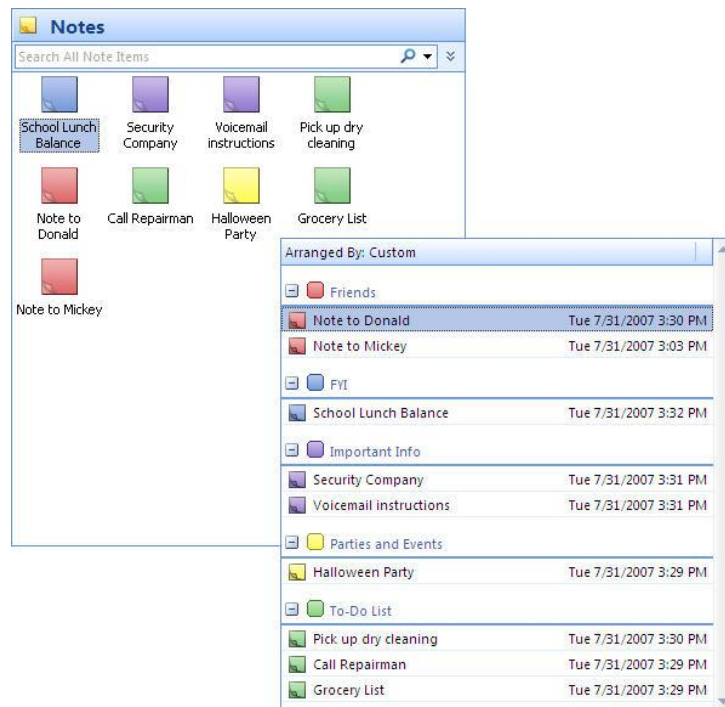 Notes
Search All Note Items
School Lunch Balance
Security Company
Voicemail instructions
Pick up dry cleaning
Note to Donald
Call Repairman
Halloween Party
Grocery List
Note to Mickey
Arranged By: Custom
Friends
Note to Donald Tue 7/31/2007 3:30 PM
Note to Mickey Tue 7/31/2007 3:03 PM
FYI
School Lunch Balance Tue 7/31/2007 3:32 PM
Important Info
Security Company Tue 7/31/2007 3:31 PM
Voicemail instructions Tue 7/31/2007 3:31 PM
Parties and Events
Halloween Party Tue 7/31/2007 3:29 PM
To-Do List
Pick up dry cleaning Tue 7/31/2007 3:30 PM
Call Repairman Tue 7/31/2007 3:29 PM
Grocery List Tue 7/31/2007 3:29 PM